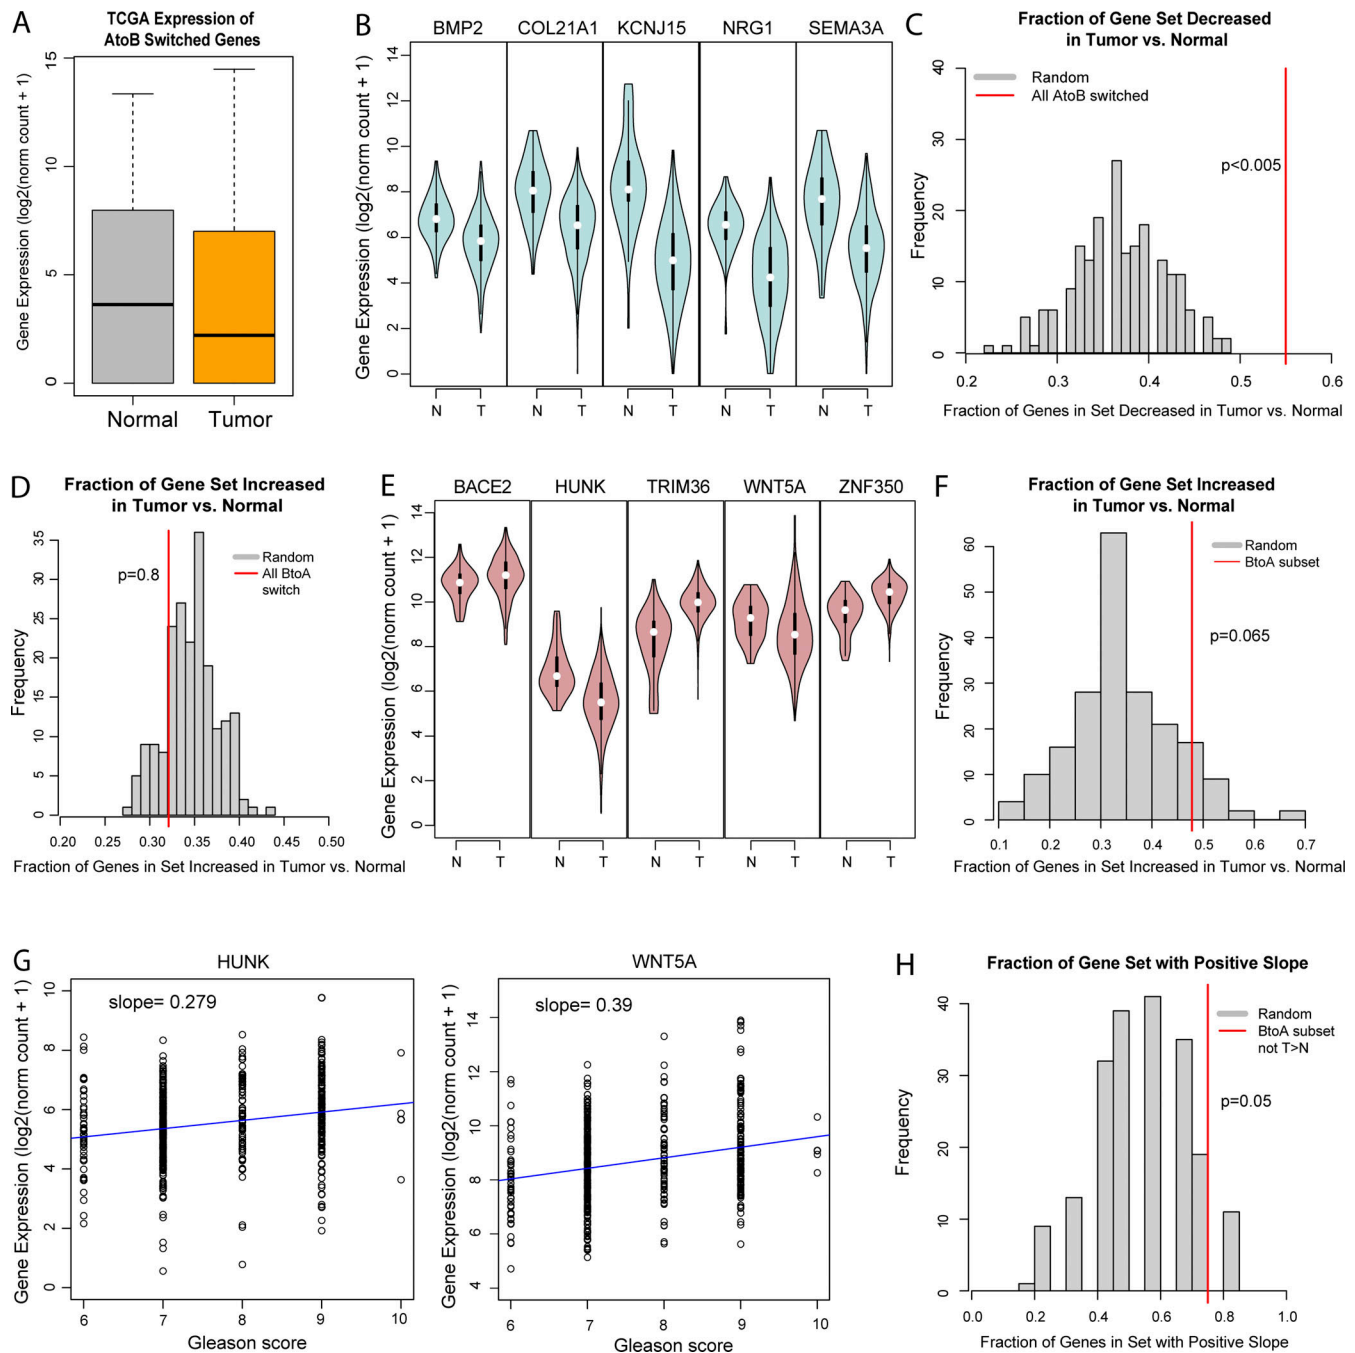 A
TCGA Expression of
AtoB Switched Genes
Gene Expression (log2(norm count + 1)
15
10
5
0
Normal
Tumor
B
BMP2
COL21A1
KCNJ15
NRG1
SEMA3A
Gene Expression (log2(norm count + 1)
14
12
10
8
6
4
2
0
N T N T N T N T N T
C
Fraction of Gene Set Decreased
in Tumor vs. Normal
Random
All AtoB switched
p<0.005
Frequency
40
30
20
10
0
0.2 0.3 0.4 0.5 0.6
Fraction of Genes in Set Decreased in Tumor vs. Normal
D
Fraction of Gene Set Increased
in Tumor vs. Normal
Random
All BtoA
switch
p=0.8
Frequency
35
25
15
10
5
0
0.20 0.30 0.35 0.40 0.45 0.50
Fraction of Genes in Set Increased in Tumor vs. Normal
E
BACE2
HUNK
TRIM36
WNT5A
ZNF350
Gene Expression (log2(norm count + 1)
14
12
10
8
6
4
2
0
N T N T N T N T N T
F
Fraction of Gene Set Increased
in Tumor vs. Normal
Random
BtoA subset
p=0.065
Frequency
60
50
40
30
20
10
0
0.1 0.2 0.3 0.4 0.5 0.6 0.7
Fraction of Genes in Set Increased in Tumor vs. Normal
G
HUNK
slope= 0.279
Gene Expression (log2(norm count + 1)
10
8
6
4
2
0
6 7 8 9 10
Gleason score
WNT5A
slope= 0.39
Gene Expression (log2(norm count + 1)
14
12
10
8
6
4
6 7 8 9 10
Gleason score
H
Fraction of Gene Set with Positive Slope
Random
BtoA subset
not T>N
p=0.05
Frequency
40
30
20
10
0
0.0 0.2 0.4 0.6 0.8 1.0
Fraction of Genes in Set with Positive Slope